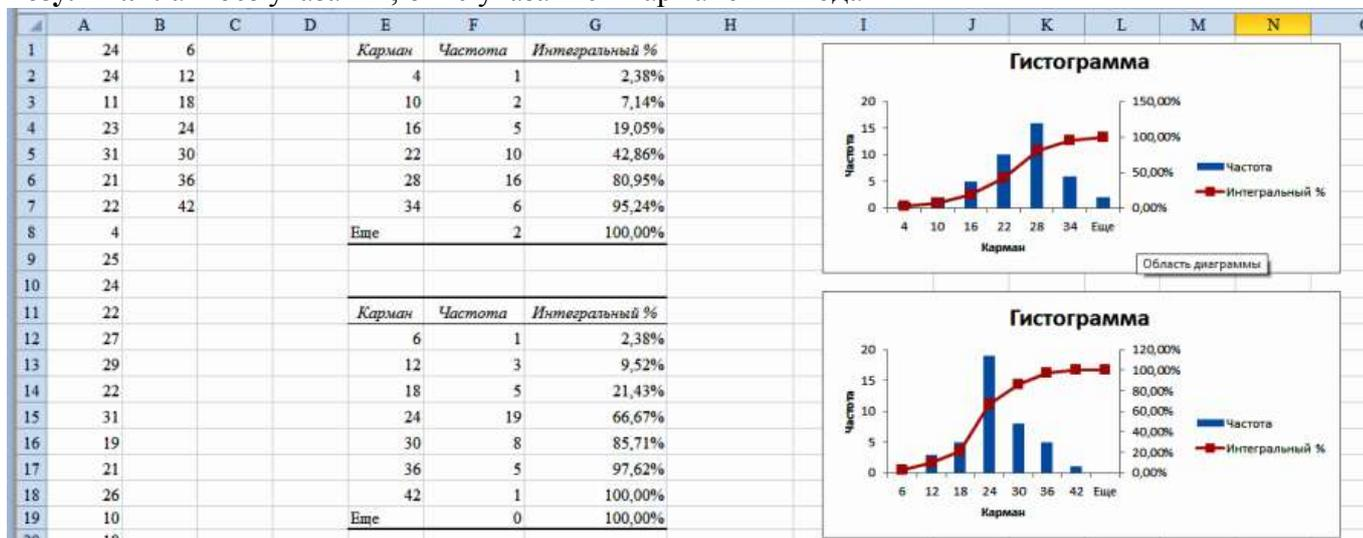 A B C D E F G H I J K L M N
1 24 6 Карман Частота Интегральный %
2 24 12 4 1 2,38%
3 11 18 10 2 7,14%
4 23 24 16 5 19,05%
5 31 30 22 10 42,86%
6 21 36 28 16 80,95%
7 22 42 34 6 95,24%
8 4 Еще 2 100,00%
9 25
10 24
11 22 Карман Частота Интегральный %
12 27 6 1 2,38%
13 29 12 3 9,52%
14 22 18 5 21,43%
15 31 24 19 66,67%
16 19 30 8 85,71%
17 21 36 5 97,62%
18 26 42 1 100,00%
19 10 Еще 0 100,00%
Гистограмма
20 150,00%
15 100,00%
10 50,00%
5 0,00%
0
Частота
4 10 16 22 28 34 Еще
Карман
Частота
Интегральный %
Область диаграммы
Гистограмма
20 120,00%
15 100,00%
10 80,00%
5 60,00%
0 40,00%
20,00%
0,00%
Частота
6 12 18 24 30 36 42 Еще
Карман
Частота
Интегральный %